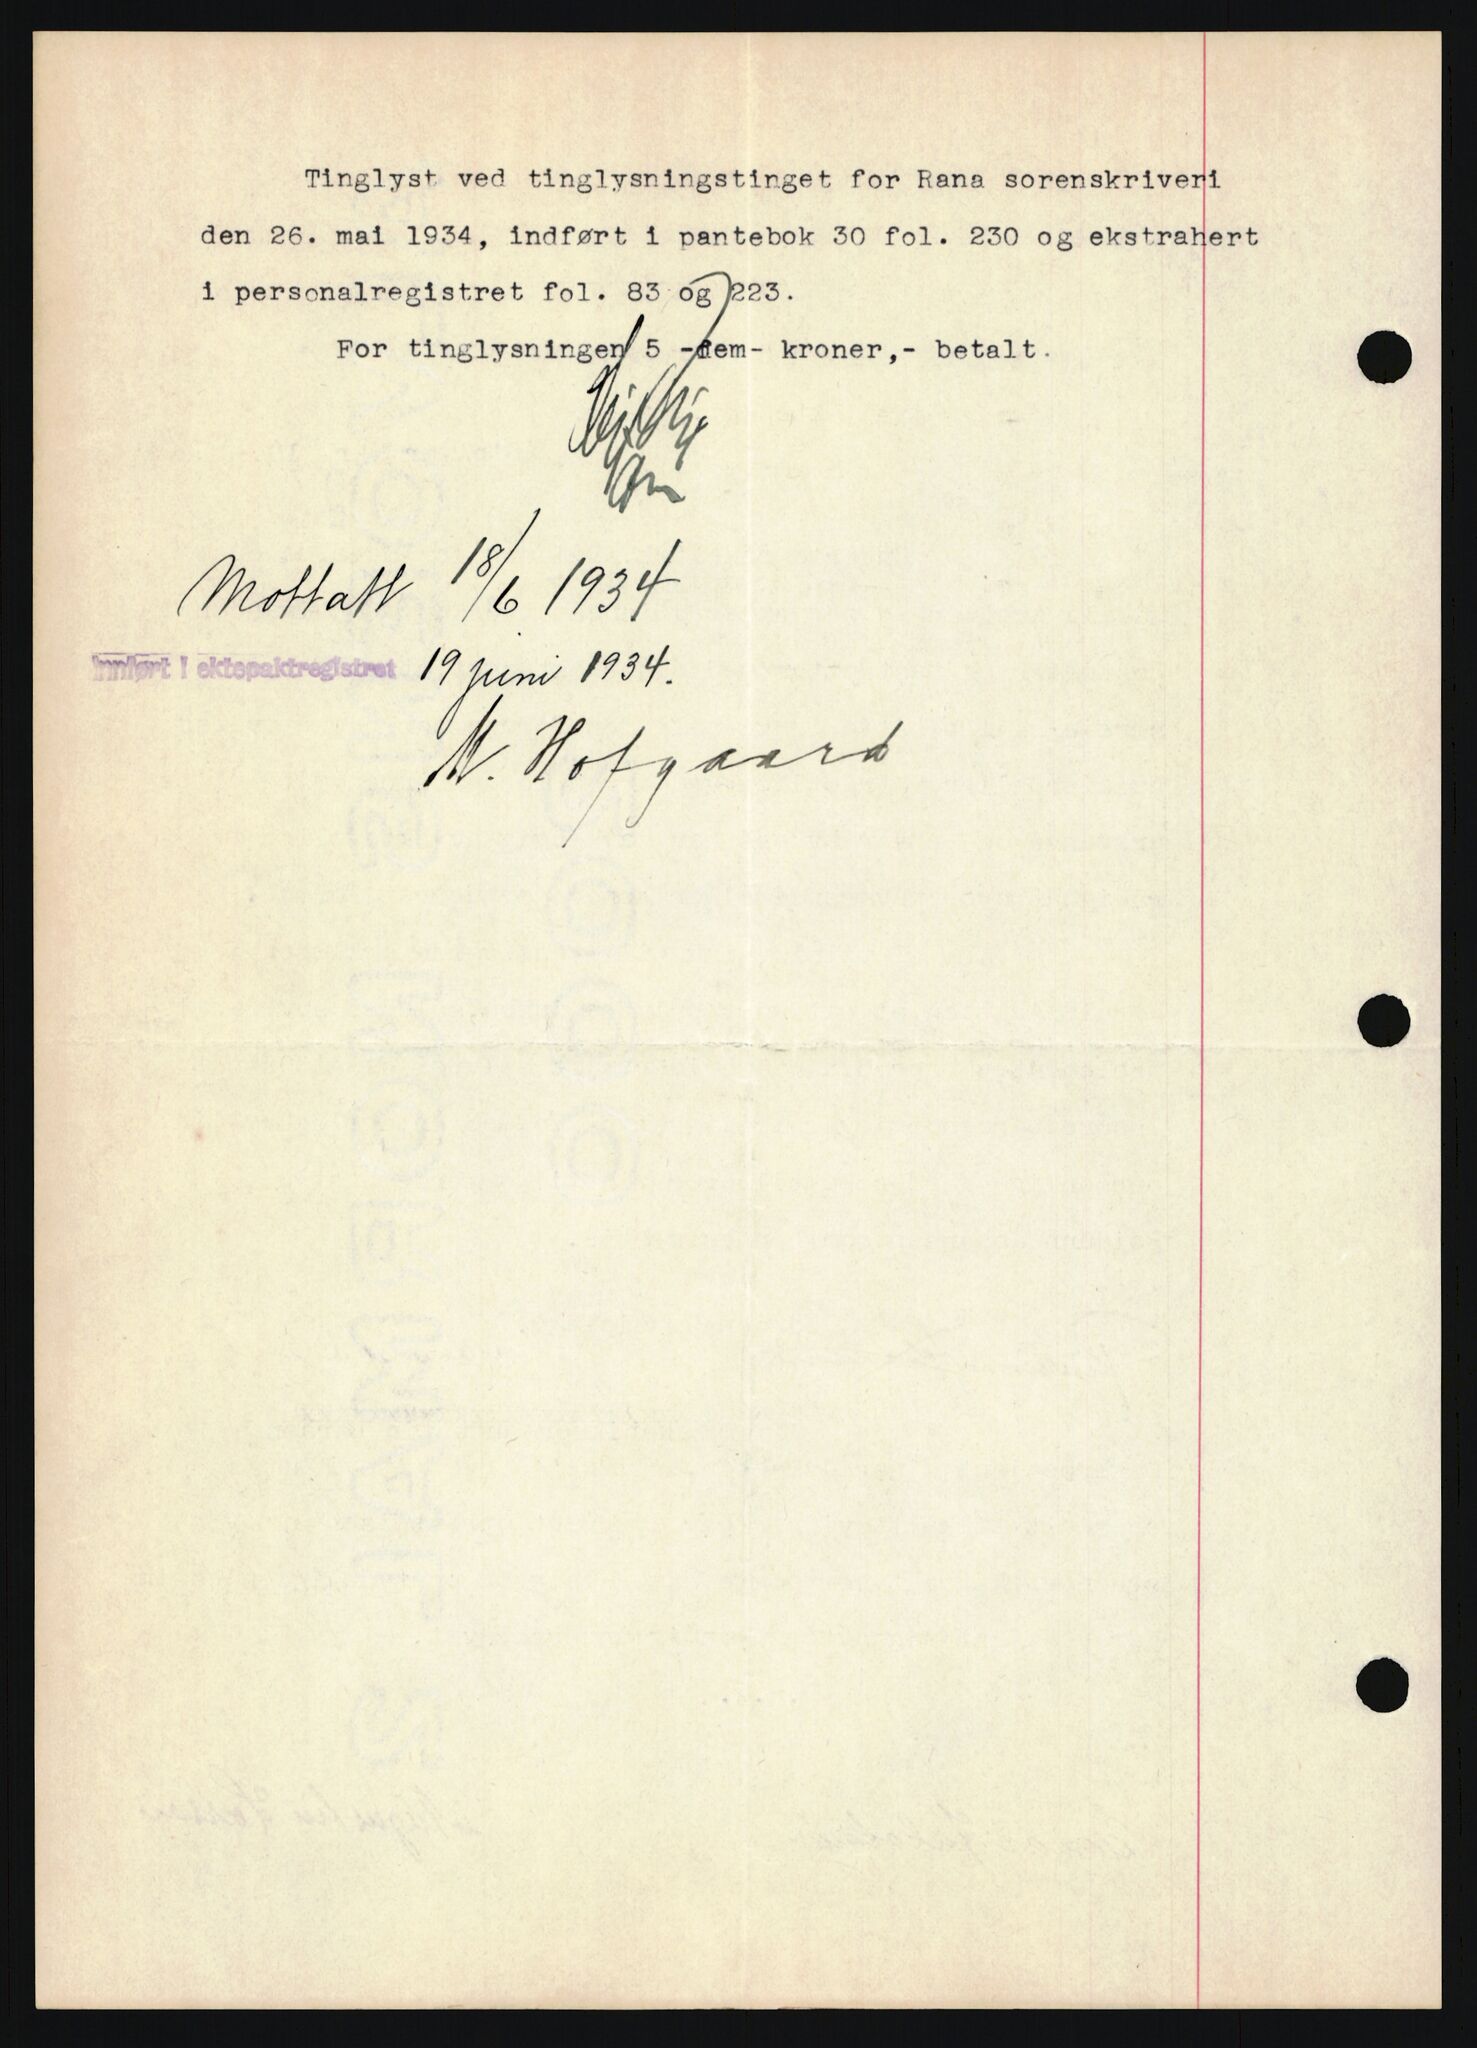 Tinglyst ved tinglysningstinget for Rana sorenskriveri
den 26. mai 1934, indført i pantebok 30 fol. 230 og ekstrahert
i personalregistret fol. 83 og 223.
For tinglysningen 5 -fem- kroner,- betalt.
Mottatt 18/6 1934
Innført i ektepaktregistret 19 juni 1934.
M. Hofgaard